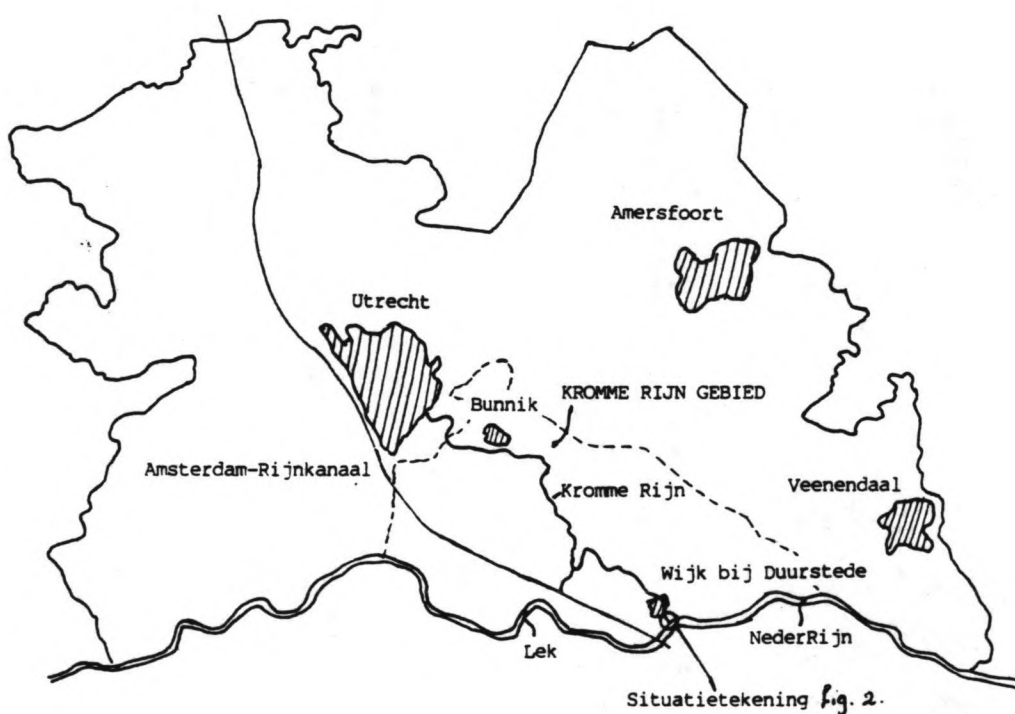 Amersfoort
Utrecht
Bunnik
KROMME RIJN GEBIED
Amsterdam-Rijnkanaal
Kromme Rijn
Veenendaal
Wijk bij Duurstede
Lek
NederRijn
Situatietekening fig. 2.